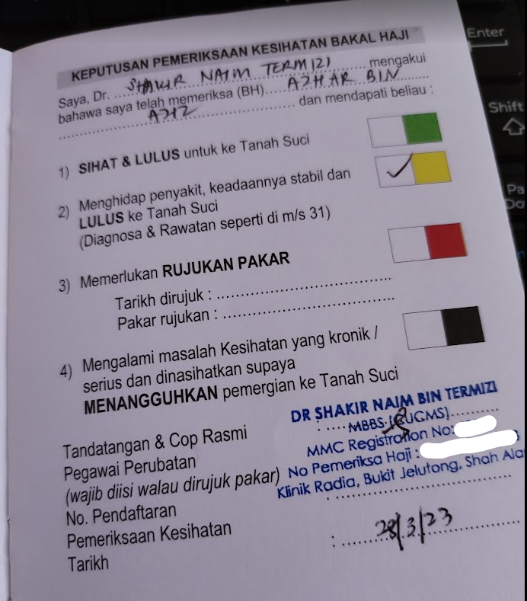 Enter
Shift
KEPUTUSAN PEMERIKSAAN KESIHATAN BAKAL HAJI
Saya, Dr. SHAKIR NAIM TERMIZI mengakui
bahawa saya telah memeriksa (BH) AZHAR BIN
AZIZ dan mendapati beliau :
1) SIHAT & LULUS untuk ke Tanah Suci
2) Menghidap penyakit, keadaannya stabil dan
LULUS ke Tanah Suci
(Diagnosa & Rawatan seperti di m/s 31)
3) Memerlukan RUJUKAN PAKAR
Tarikh dirujuk :
Pakar rujukan :
4) Mengalami masalah Kesihatan yang kronik /
serius dan dinasihatkan supaya
MENANGGUHKAN pemergian ke Tanah Suci
Tandatangan & Cop Rasmi
Pegawai Perubatan
(wajib diisi walau dirujuk pakar)
No. Pendaftaran
Pemeriksaan Kesihatan
Tarikh
DR SHAKIR NAIM BIN TERMIZI
MBBS (CUCMS)
MMC Registration No:
No Pemeriksa Haji :
Klinik Radia, Bukit Jelutong, Shah Ala
: 28/3/23